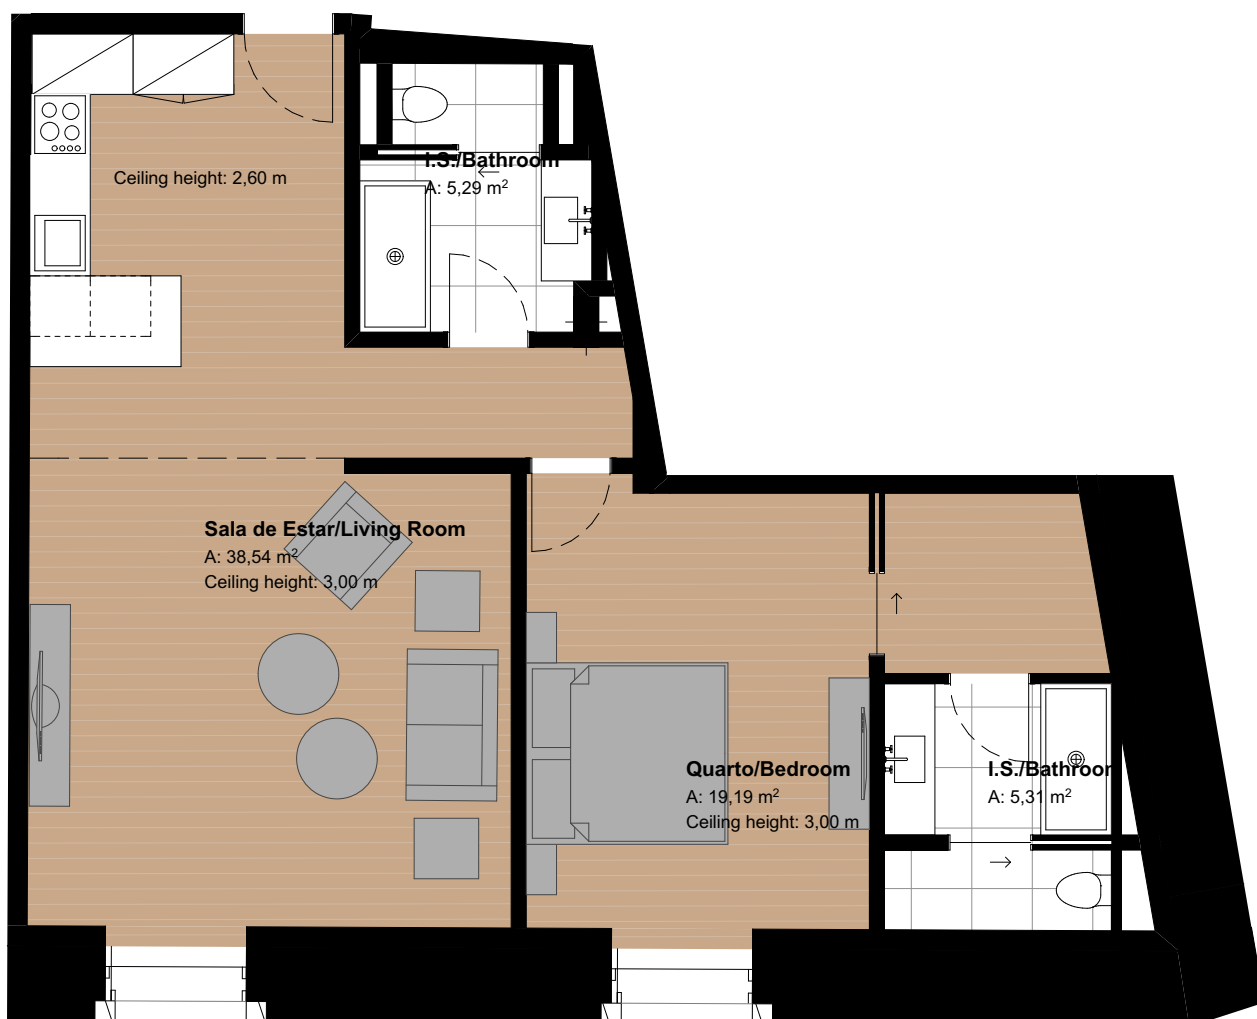 I.S./Bathroom
A: 5,29 m²
Ceiling height: 2,60 m
Sala de Estar/Living Room
A: 38,54 m²
Ceiling height: 3,00 m
Quarto/Bedroom
A: 19,19 m²
Ceiling height: 3,00 m
I.S./Bathroom
A: 5,31 m²